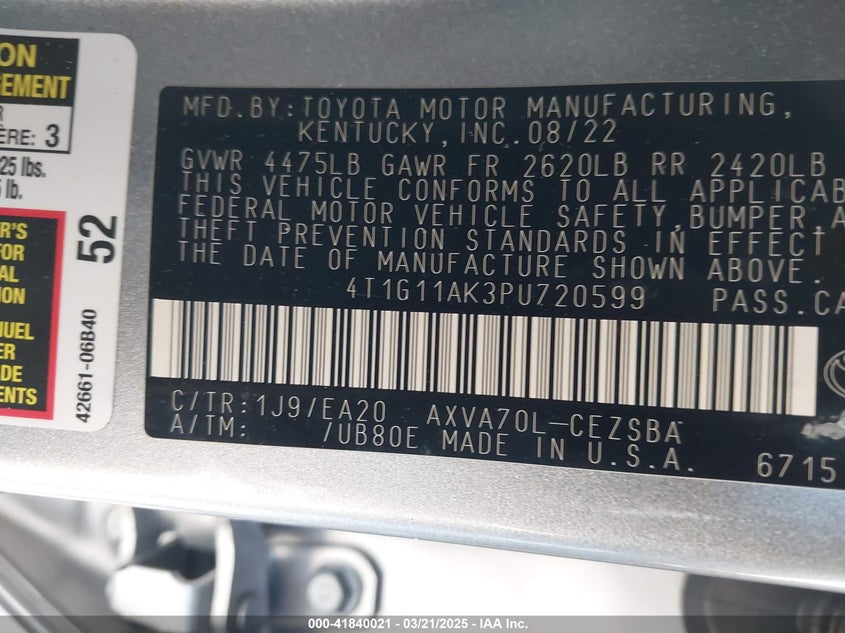 ON
GEMENT
ÈRE: 3
25 lbs.
lb.
52
R'S
FOR
AL
ION
NUEL
ER
DE
ENTS
42661-06B40
MFD.BY:TOYOTA MOTOR MANUFACTURING,
KENTUCKY,INC.08/22
GVWR 4475LB GAWR FR 2620LB RR 2420LB
THIS VEHICLE CONFORMS TO ALL APPLICAB
FEDERAL MOTOR VEHICLE SAFETY,BUMPER,A
THEFT PREVENTION STANDARDS IN EFFECT
THE DATE OF MANUFACTURE SHOWN ABOVE.
4T1G11AK3PU720599 PASS.CA
C/TR:1J9/EA20 AXVA70L-CEZSBA
A/TM: /UB80E MADE IN U.S.A. 6715
000-41840021 - 03/21/2025 - IAA Inc.